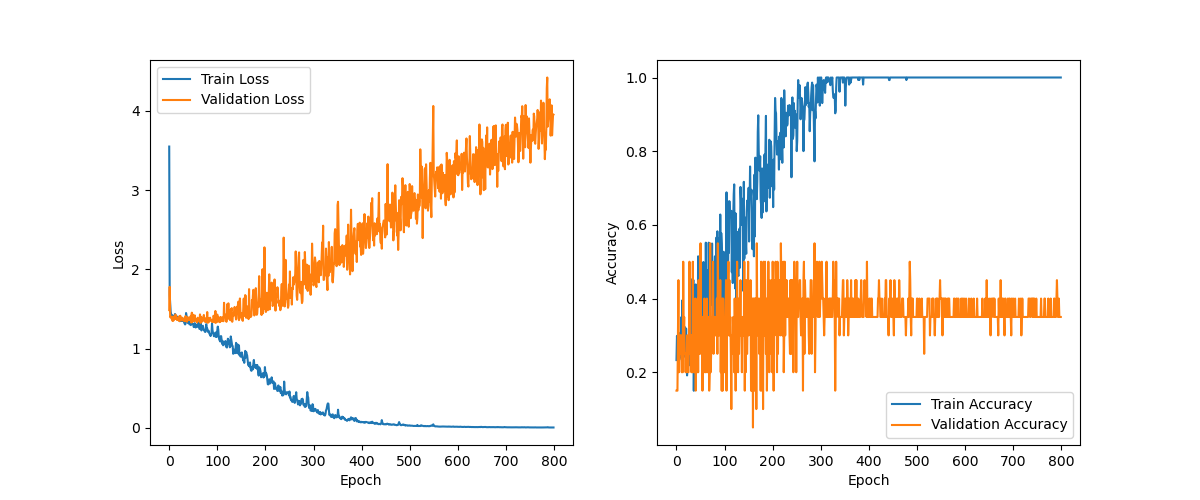 Train Loss
Validation Loss
4
3
2
1
0
Loss
0 100 200 300 400 500 600 700 800
Epoch
1.0
0.8
0.6
0.4
0.2
Accuracy
Train Accuracy
Validation Accuracy
0 100 200 300 400 500 600 700 800
Epoch